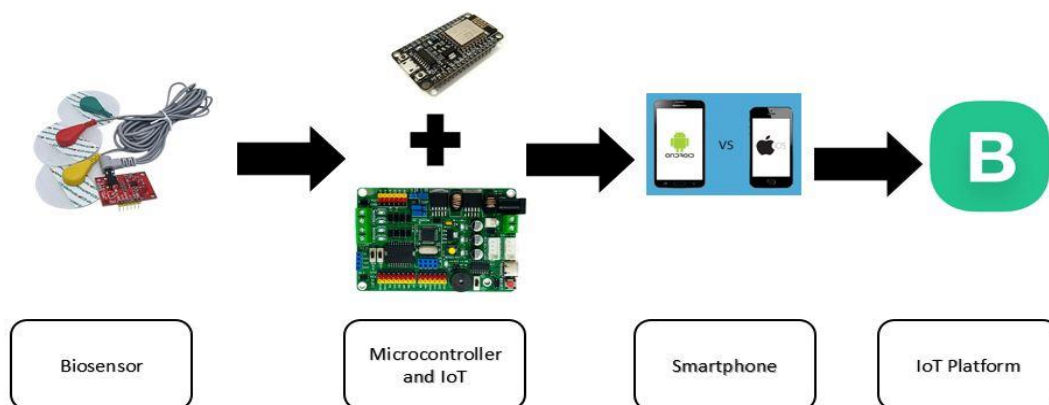 VS
B
Biosensor
Microcontroller
and IoT
Smartphone
IoT Platform